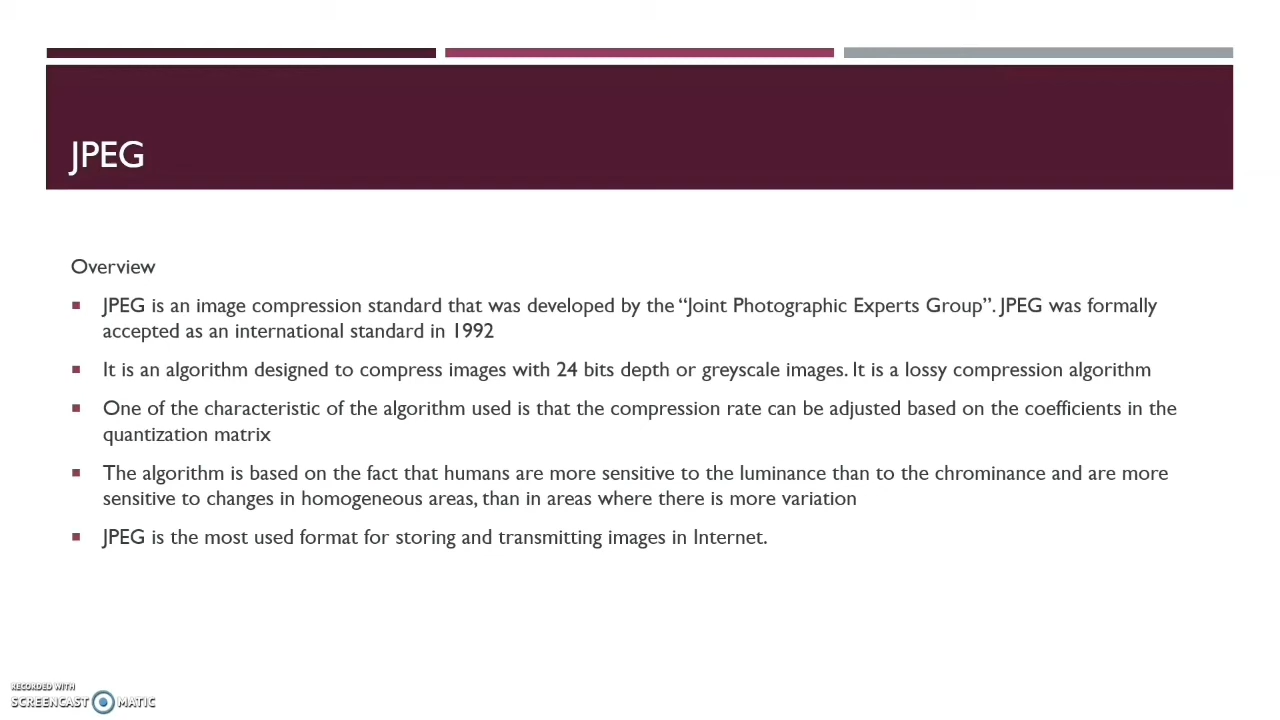 JPEG
Overview
JPEG is an image compression standard that was developed by the “Joint Photographic Experts Group”. JPEG was formally
accepted as an international standard in 1992
It is an algorithm designed to compress images with 24 bits depth or greyscale images. It is a lossy compression algorithm
One of the characteristic of the algorithm used is that the compression rate can be adjusted based on the coefficients in the
quantization matrix
The algorithm is based on the fact that humans are more sensitive to the luminance than to the chrominance and are more
sensitive to changes in homogeneous areas, than in areas where there is more variation
JPEG is the most used format for storing and transmitting images in Internet.
RECORDED WITH
SCREENCAST MATIC